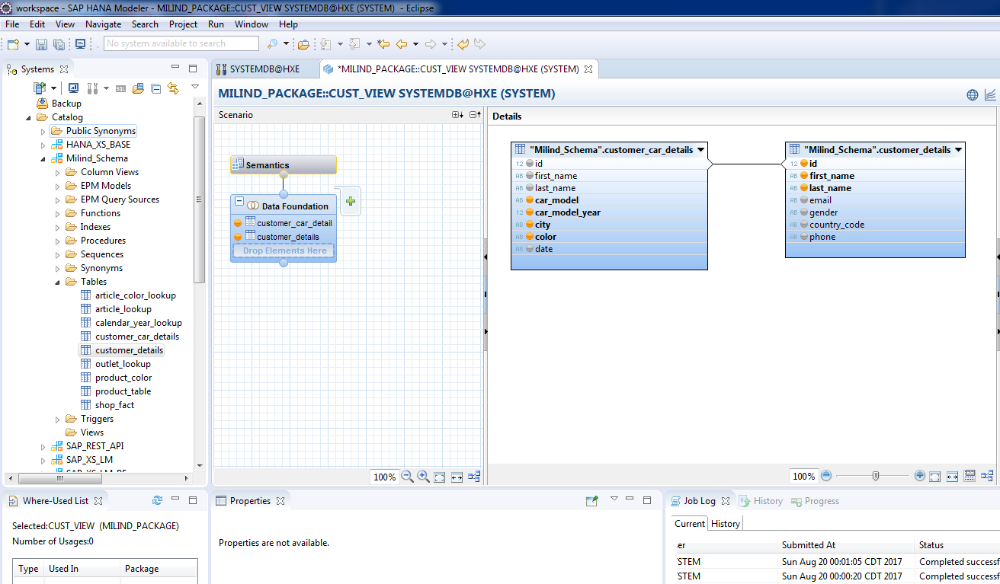 workspace - SAP HANA Modeler - MILIND_PACKAGE::CUST_VIEW SYSTEMDB@HXE (SYSTEM) - Eclipse
File Edit View Navigate Search Project Run Window Help
No system available to search
Systems
SQL
Backup
Catalog
Public Synonyms
HANA_XS_BASE
Milind_Schema
Column Views
EPM Models
EPM Query Sources
Functions
Indexes
Procedures
Sequences
Synonyms
Tables
article_color_lookup
article_lookup
calendar_year_lookup
customer_car_details
customer_details
outlet_lookup
product_color
product_table
shop_fact
Triggers
Views
SAP_REST_API
SAP_XS_LM
SYSTEMDB@HXE
*MILIND_PACKAGE::CUST_VIEW SYSTEMDB@HXE (SYSTEM)
MILIND_PACKAGE::CUST_VIEW SYSTEMDB@HXE (SYSTEM)
Scenario
Semantics
Data Foundation
customer_car_detail
customer_details
Drop Elements Here
100%
Details
"Milind_Schema".customer_car_details
12 id
AB first_name
AB last_name
AB car_model
12 car_model_year
AB city
AB color
AB date
"Milind_Schema".customer_details
12 id
AB first_name
AB last_name
AB email
AB gender
AB country_code
AB phone
100%
Where-Used List
Selected:CUST_VIEW (MILIND_PACKAGE)
Number of Usages:0
Type Used In Package
Properties
Properties are not available.
Job Log History Progress
Current History
er Submitted At Status
STEM Sun Aug 20 00:01:05 CDT 2017 Completed successf
STEM Sun Aug 20 00:00:20 CDT 2017 Completed successf